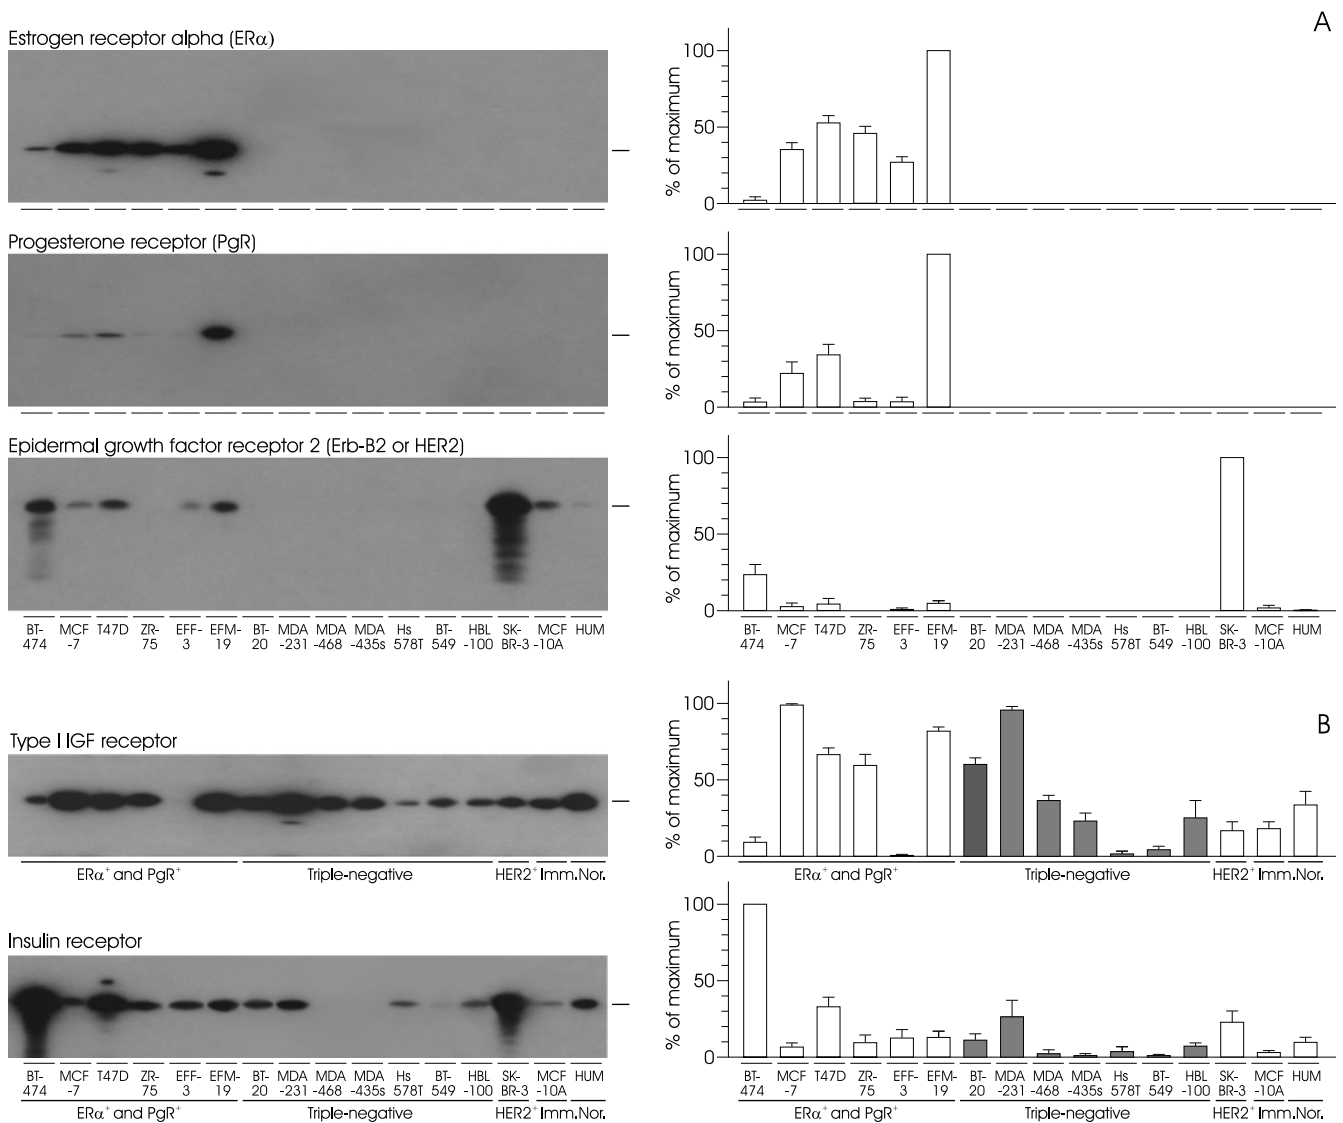 A
Estrogen receptor alpha (ERα)
% of maximum
100
50
0
Progesterone receptor (PgR)
% of maximum
100
50
0
Epidermal growth factor receptor 2 (Erb-B2 or HER2)
% of maximum
100
50
0
BT- MCF T47D ZR- EFF- EFM- BT- MDA MDA MDA Hs BT- HBL SK- MCF HUM
474 -7 75 3 19 20 -231 -468 -435s 578T 549 -100 BR-3 -10A
BT- MCF T47D ZR- EFF- EFM- BT- MDA MDA MDA Hs BT- HBL SK- MCF HUM
474 -7 75 3 19 20 -231 -468 -435s 578T 549 -100 BR-3 -10A
B
Type I IGF receptor
ERα⁺ and PgR⁺ Triple-negative HER2⁺ Imm. Nor.
% of maximum
100
50
0
ERα⁺ and PgR⁺ Triple-negative HER2⁺ Imm. Nor.
Insulin receptor
BT- MCF T47D ZR- EFF- EFM- BT- MDA MDA MDA Hs BT- HBL SK- MCF HUM
474 -7 75 3 19 20 -231 -468 -435s 578T 549 -100 BR-3 -10A
ERα⁺ and PgR⁺ Triple-negative HER2⁺ Imm. Nor.
% of maximum
100
50
0
BT- MCF T47D ZR- EFF- EFM- BT- MDA MDA MDA Hs BT- HBL SK- MCF HUM
474 -7 75 3 19 20 -231 -468 -435s 578T 549 -100 BR-3 -10A
ERα⁺ and PgR⁺ Triple-negative HER2⁺ Imm. Nor.